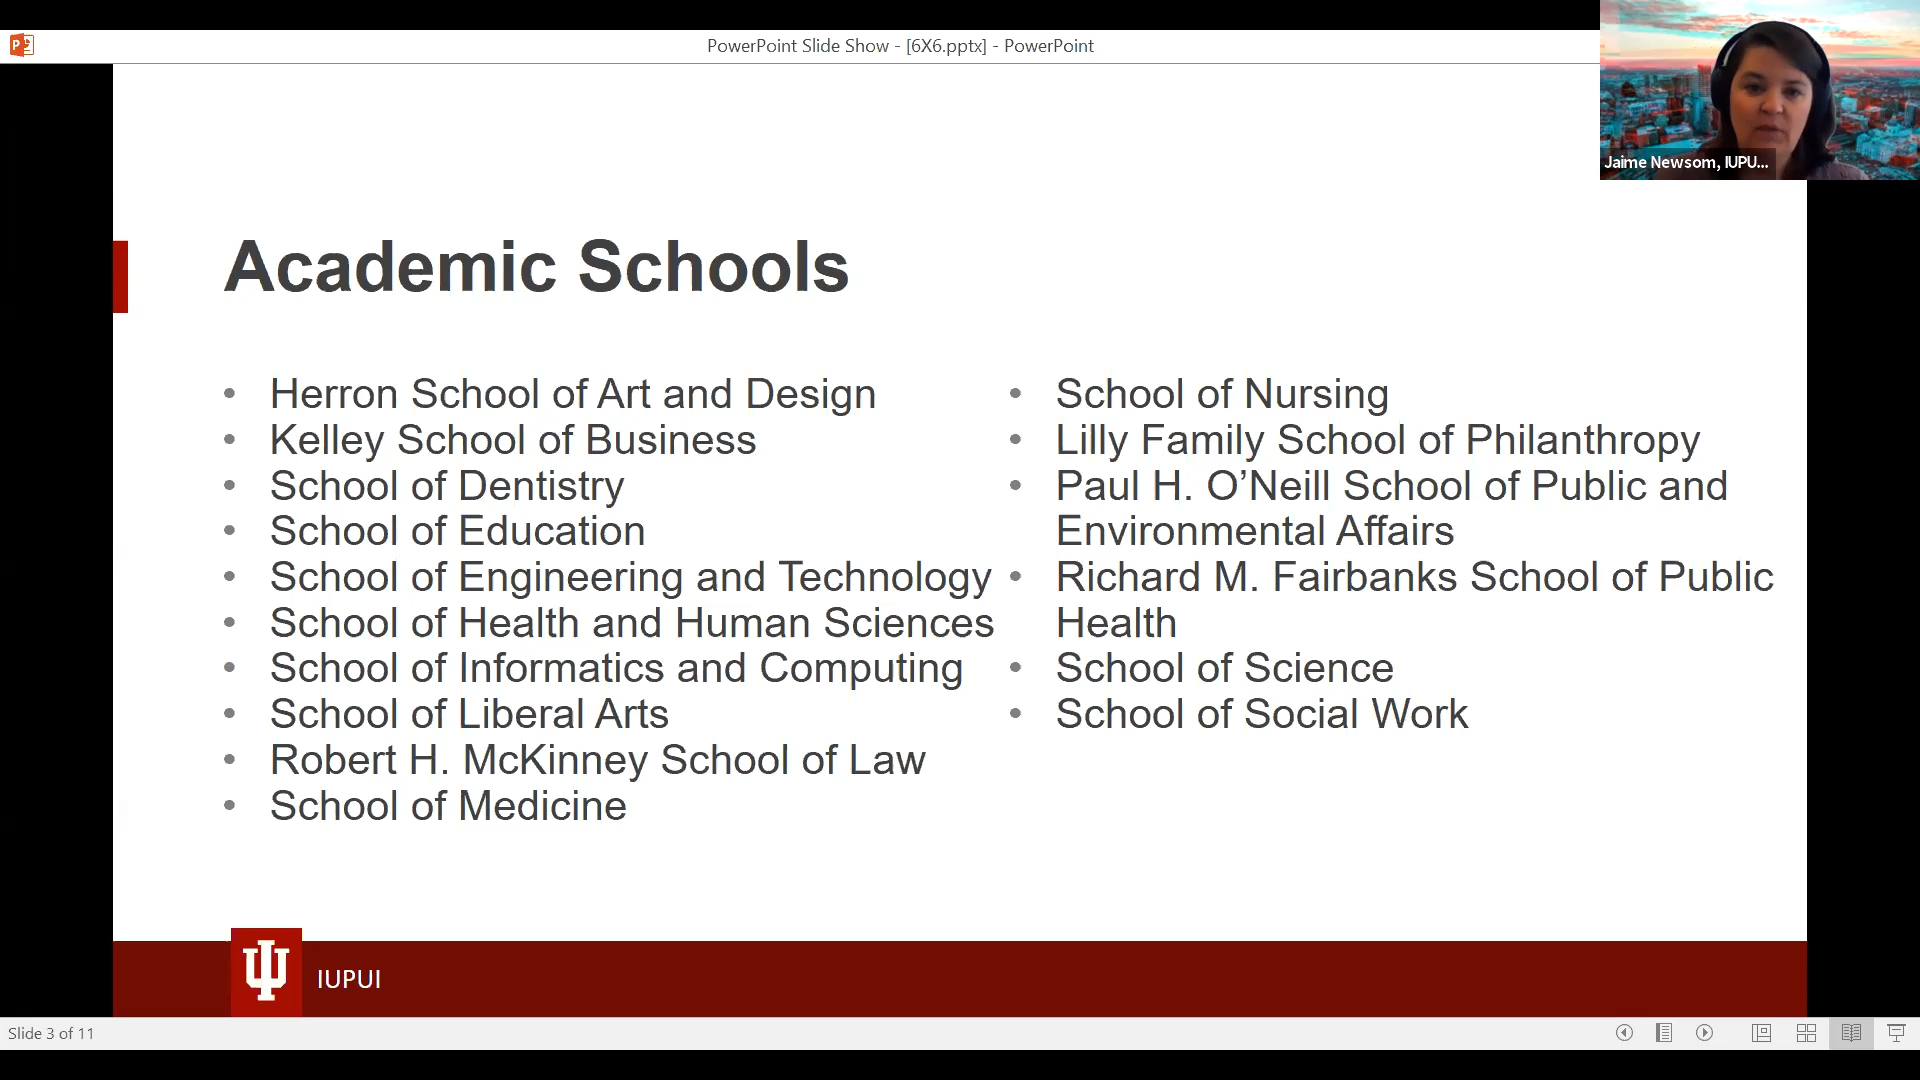 PowerPoint Slide Show - [6X6.pptx] - PowerPoint
Jaime Newsom, IUPU...
Academic Schools
• Herron School of Art and Design
• Kelley School of Business
• School of Dentistry
• School of Education
• School of Engineering and Technology
• School of Health and Human Sciences
• School of Informatics and Computing
• School of Liberal Arts
• Robert H. McKinney School of Law
• School of Medicine
• School of Nursing
• Lilly Family School of Philanthropy
• Paul H. O’Neill School of Public and
Environmental Affairs
• Richard M. Fairbanks School of Public
Health
• School of Science
• School of Social Work
IUPUI
Slide 3 of 11